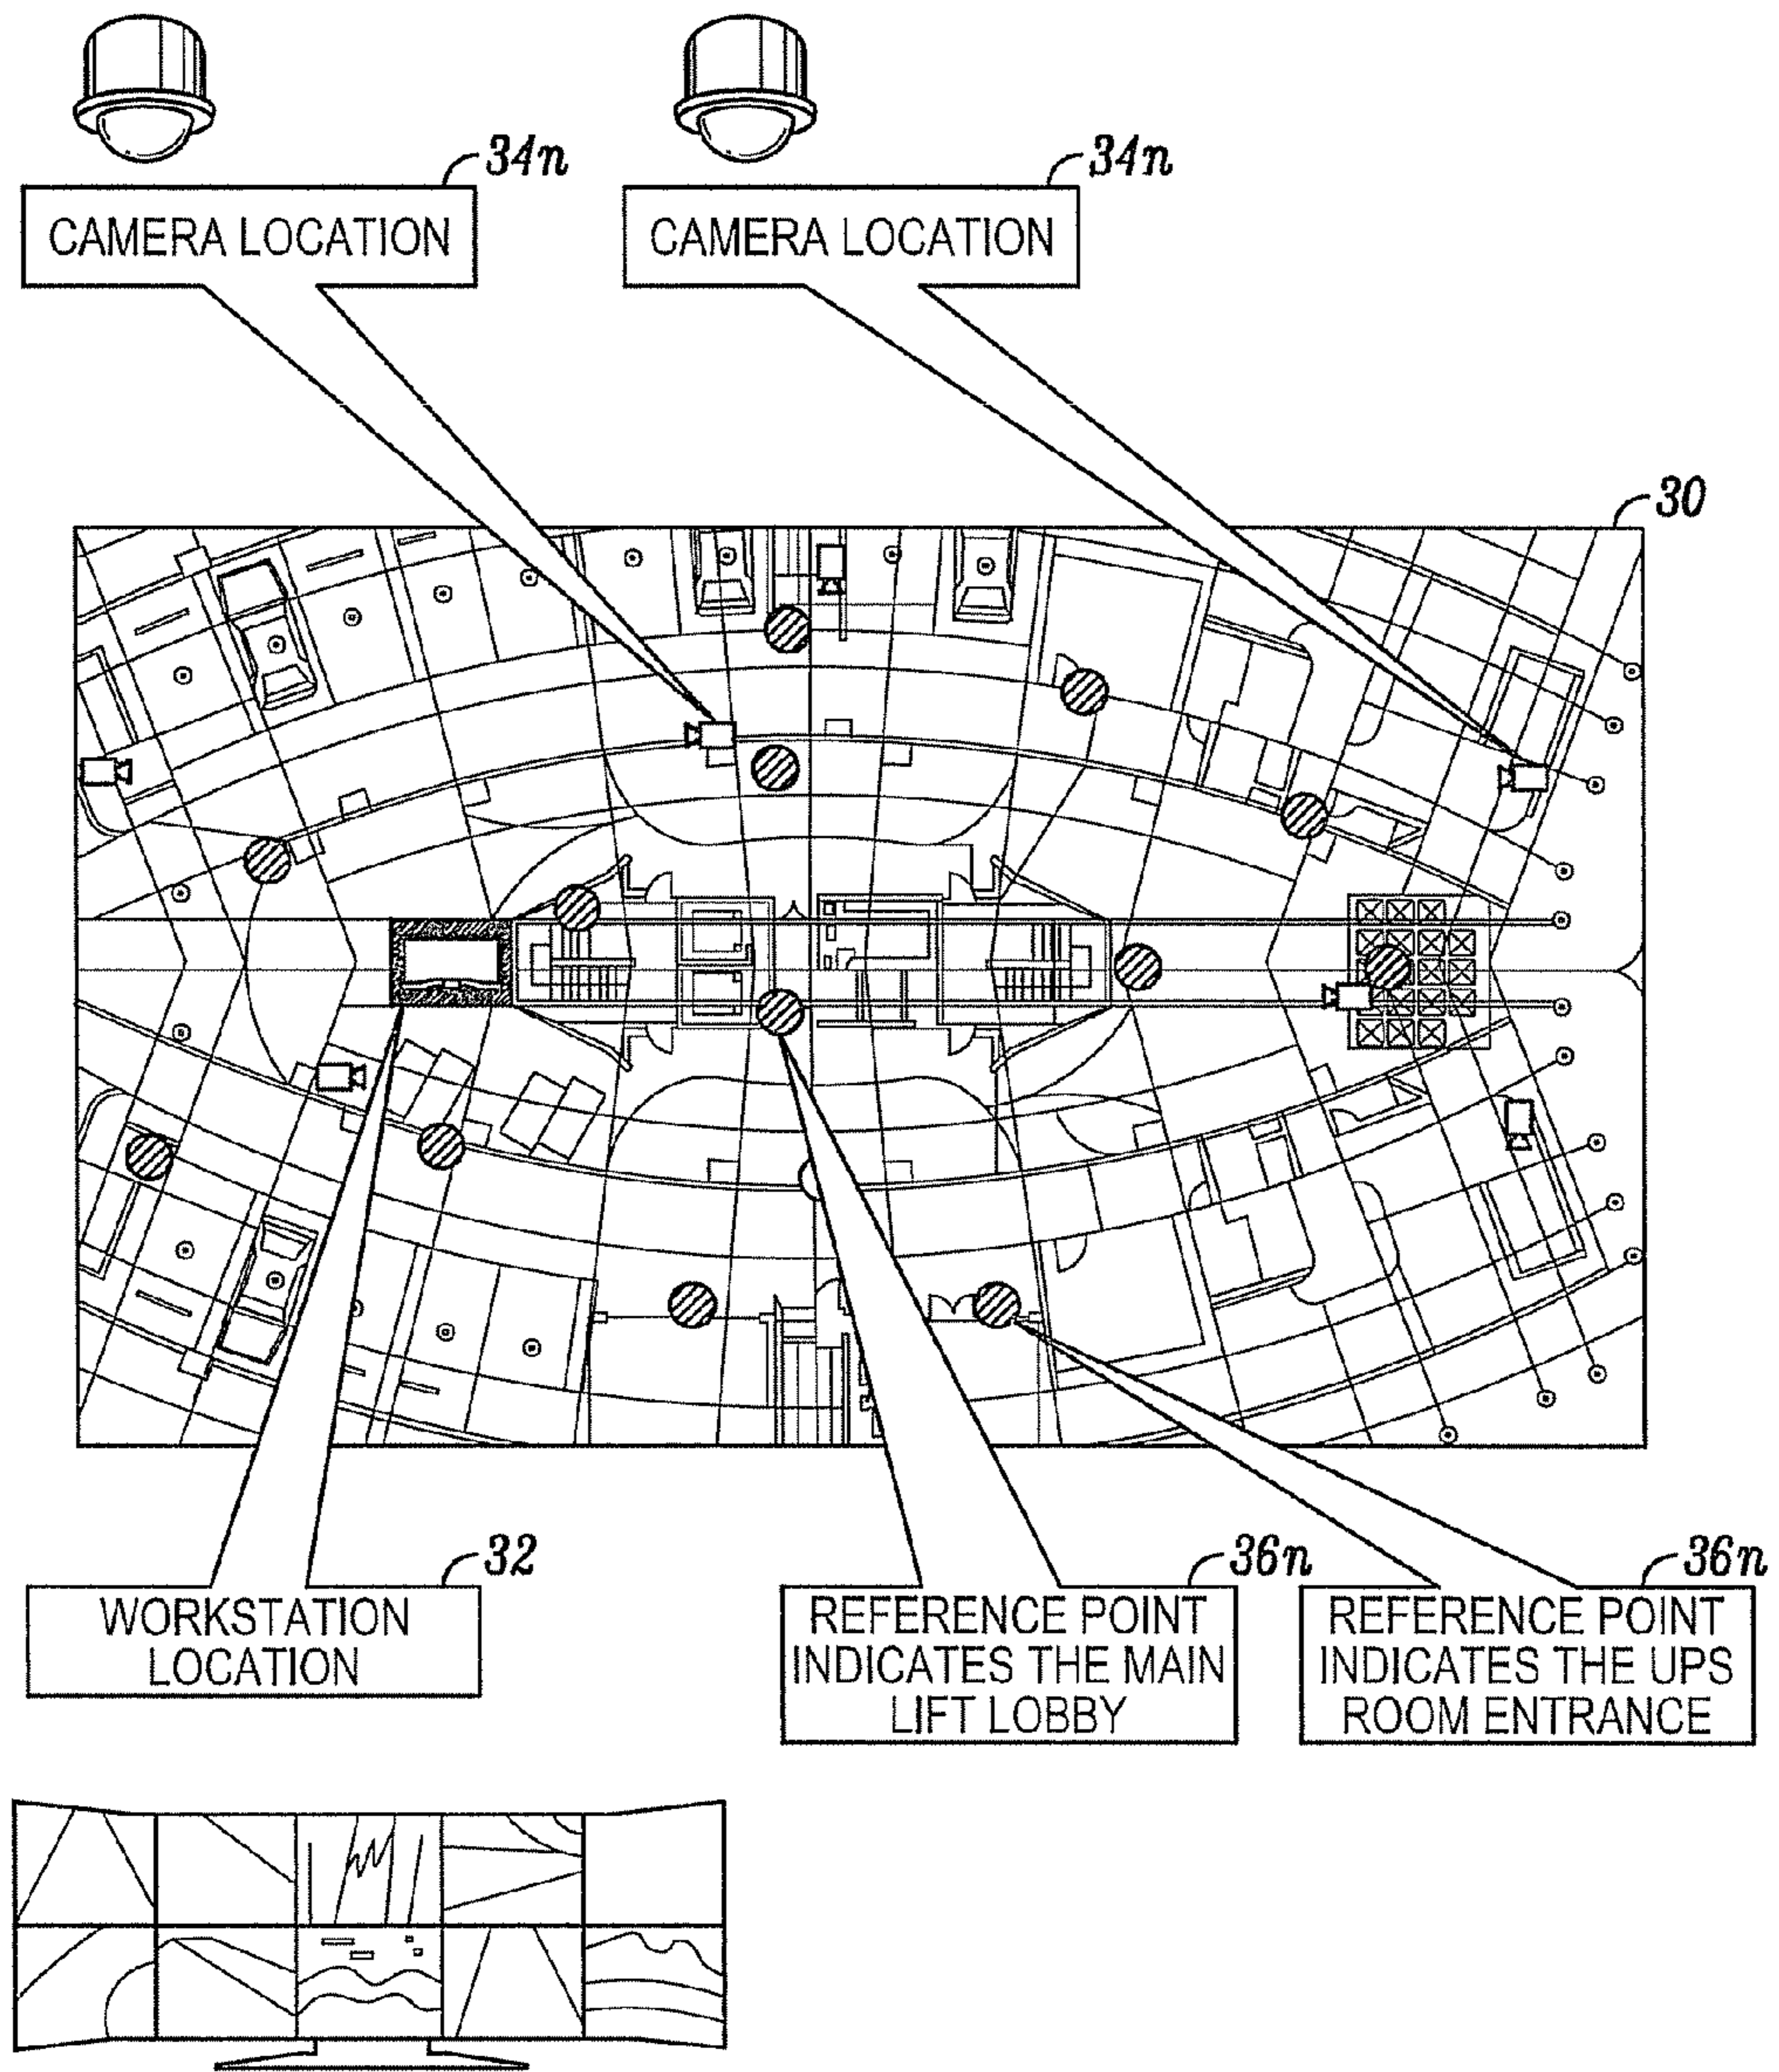 34n
34n
CAMERA LOCATION
CAMERA LOCATION
30
32
36n
36n
WORKSTATION
LOCATION
REFERENCE POINT
INDICATES THE MAIN
LIFT LOBBY
REFERENCE POINT
INDICATES THE UPS
ROOM ENTRANCE